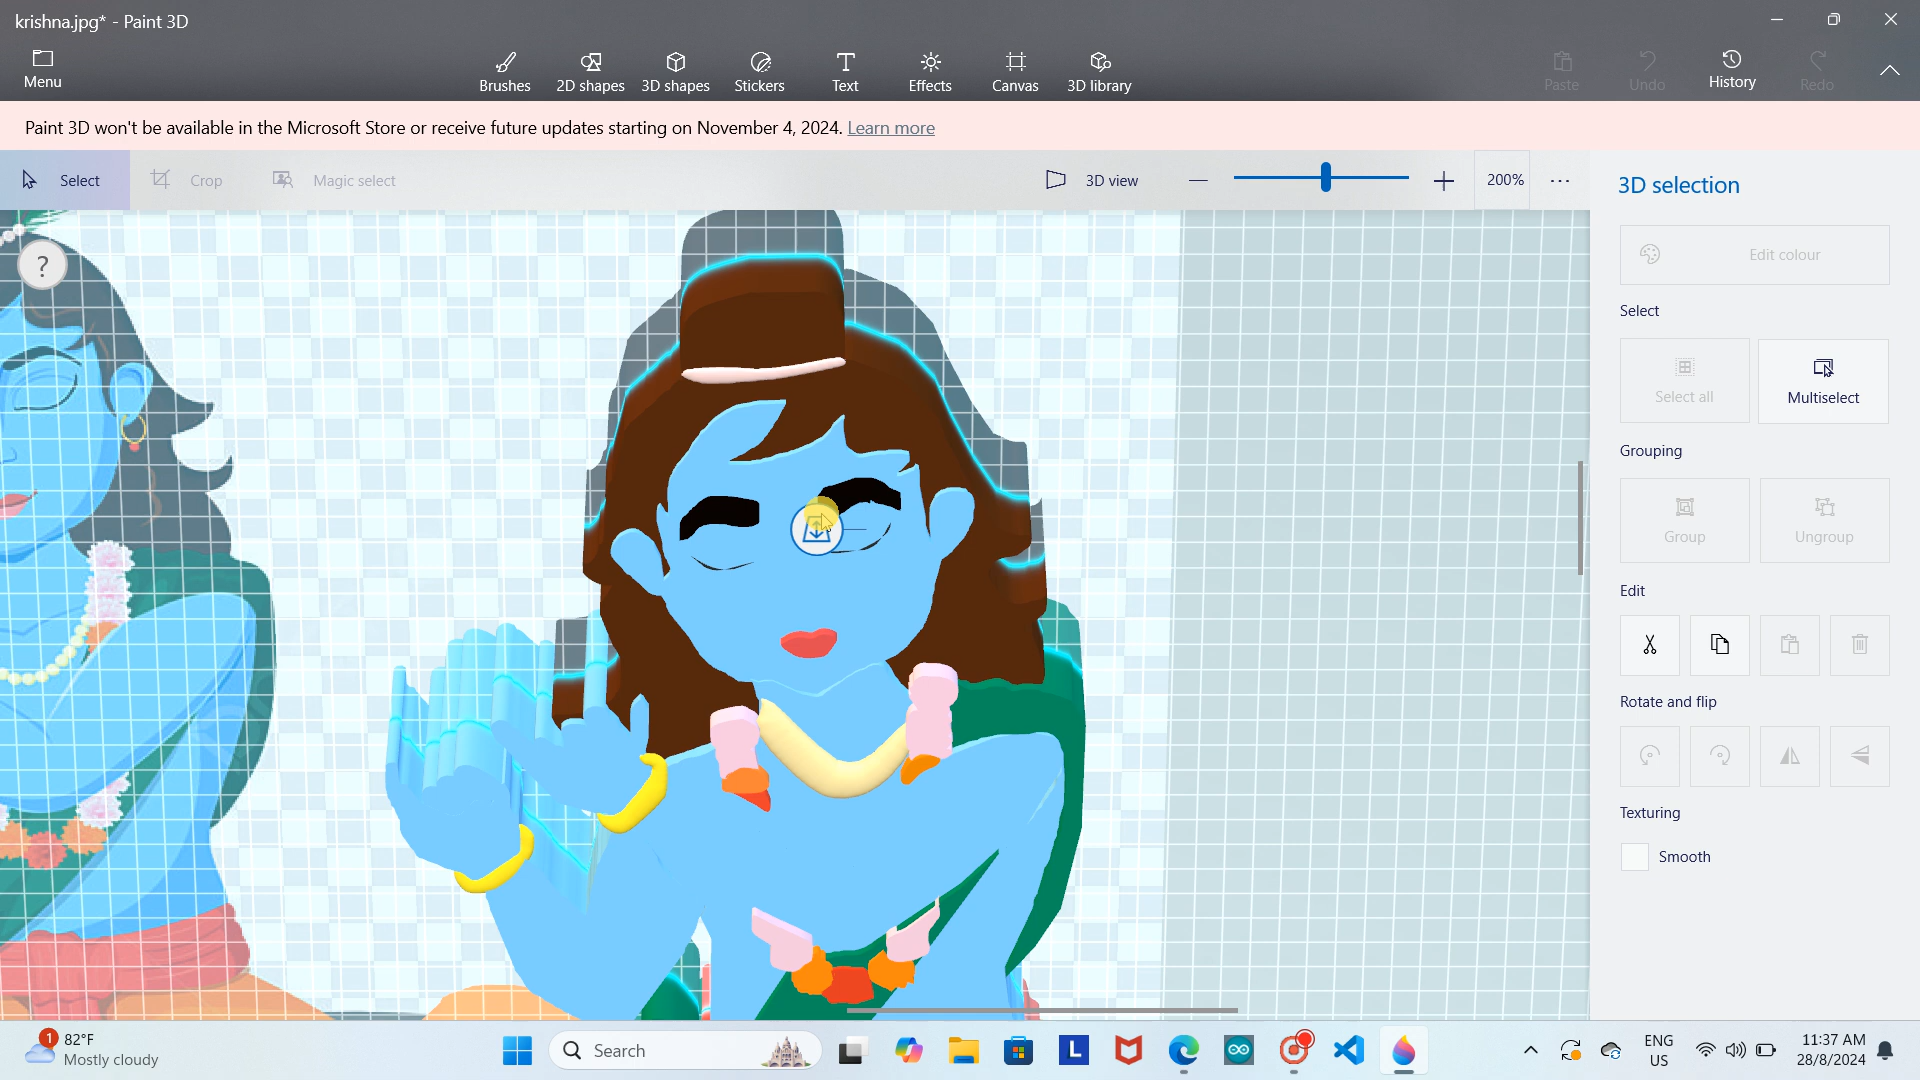 krishna.jpg* - Paint 3D
Menu
Brushes
2D shapes
3D shapes
Stickers
Text
Effects
Canvas
3D library
Paste
Undo
History
Redo
Paint 3D won't be available in the Microsoft Store or receive future updates starting on November 4, 2024. Learn more
Select
Crop
Magic select
3D view
200%
3D selection
?
Edit colour
Select
Select all
Multiselect
Grouping
Group
Ungroup
Edit
Rotate and flip
Texturing
Smooth
1
82°F
Mostly cloudy
Search
L
ENG
US
11:37 AM
28/8/2024